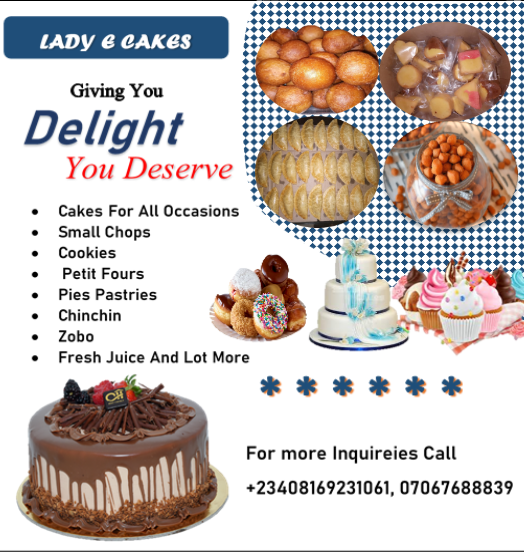 LADY E CAKES
Giving You
Delight
You Deserve
• Cakes For All Occasions
• Small Chops
• Cookies
• Petit Fours
• Pies Pastries
• Chinchin
• Zobo
• Fresh Juice And Lot More
* * * * * *
For more Inquireies Call
+23408169231061, 07067688839